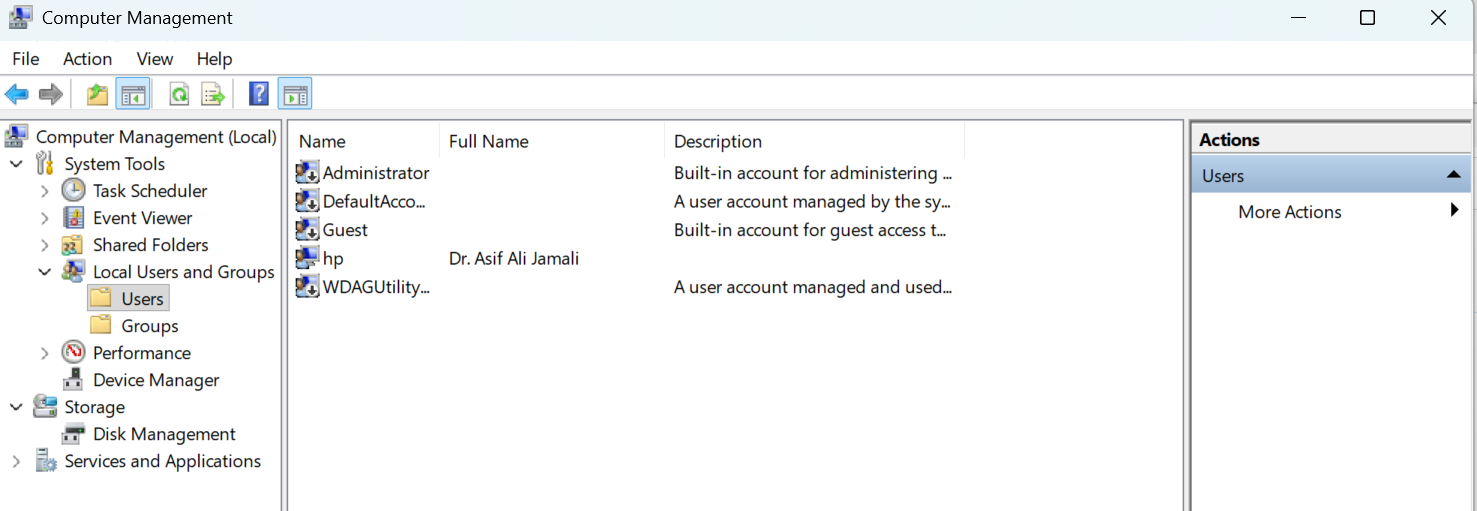 Computer Management
File Action View Help
Computer Management (Local)
System Tools
Task Scheduler
Event Viewer
Shared Folders
Local Users and Groups
Users
Groups
Performance
Device Manager
Storage
Disk Management
Services and Applications
Name Full Name Description
Administrator Built-in account for administering ...
DefaultAcco... A user account managed by the sy...
Guest Built-in account for guest access t...
hp Dr. Asif Ali Jamali
WDAGUtility... A user account managed and used...
Actions
Users
More Actions